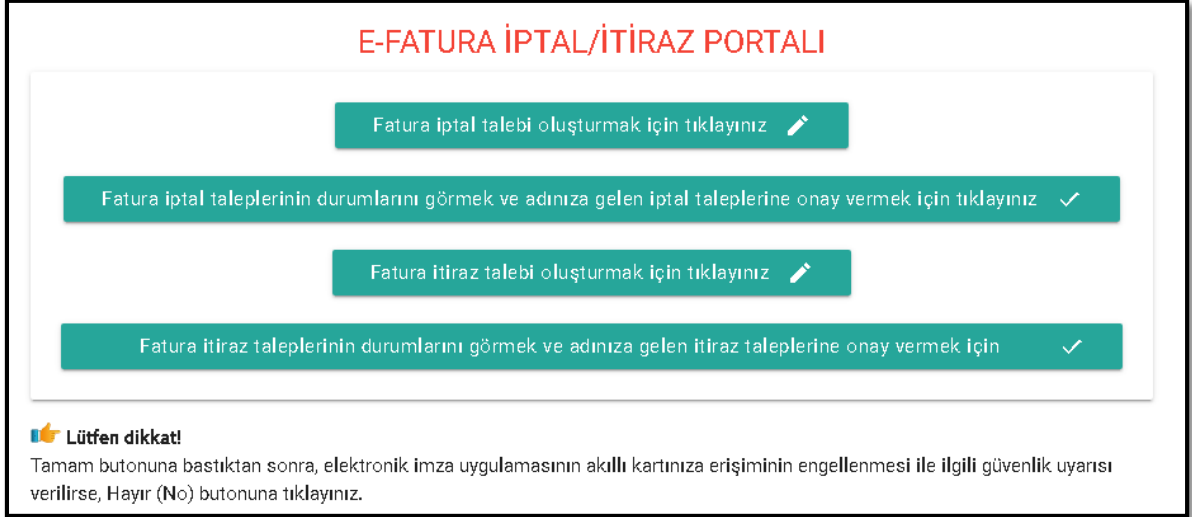 E-FATURA İPTAL/İTİRAZ PORTALI
Fatura iptal talebi oluşturmak için tıklayınız
Fatura iptal taleplerinin durumlarını görmek ve adınıza gelen iptal taleplerine onay vermek için tıklayınız
Fatura itiraz talebi oluşturmak için tıklayınız
Fatura itiraz taleplerinin durumlarını görmek ve adınıza gelen itiraz taleplerine onay vermek için
Lütfen dikkat!
Tamam butonuna bastıktan sonra, elektronik imza uygulamasının akıllı kartınıza erişiminin engellenmesi ile ilgili güvenlik uyarısı
verilirse, Hayır (No) butonuna tıklayınız.